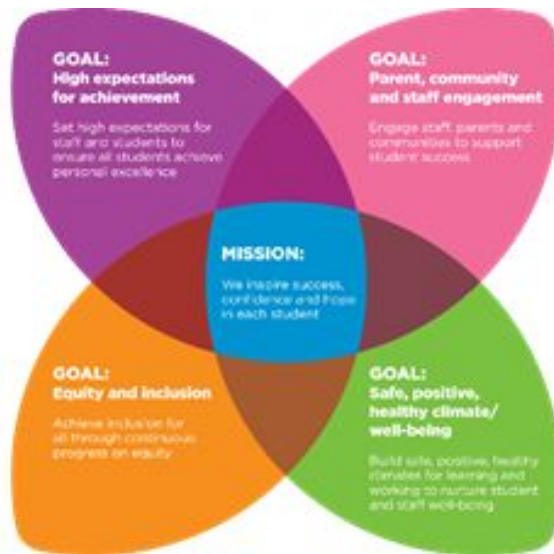 GOAL:
High expectations
for achievement
Set high expectations for
staff and students to
ensure all students achieve
personal excellence
GOAL:
Parent, community
and staff engagement
Engage staff, parents and
communities to support
student success
MISSION:
We inspire success,
confidence and hope
in each student
GOAL:
Equity and inclusion
Achieve inclusion for
all through continuous
progress on equity
GOAL:
Safe, positive,
healthy climate/
well-being
Build safe, positive, healthy
climates for learning and
working to nurture student
and staff well-being